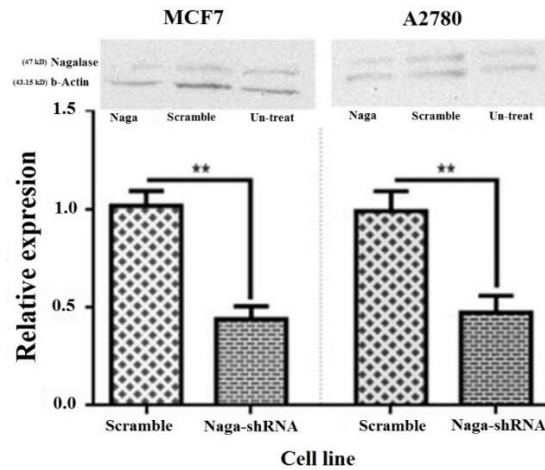 MCF7
A2780
(47 kD) Nagalase
(43.15 kD) b-Actin
Naga Scramble Un-treat
Naga Scramble Un-treat
Relative expresion
1.5
1.0
0.5
0.0
**
**
Scramble Naga-shRNA Scramble Naga-shRNA
Cell line